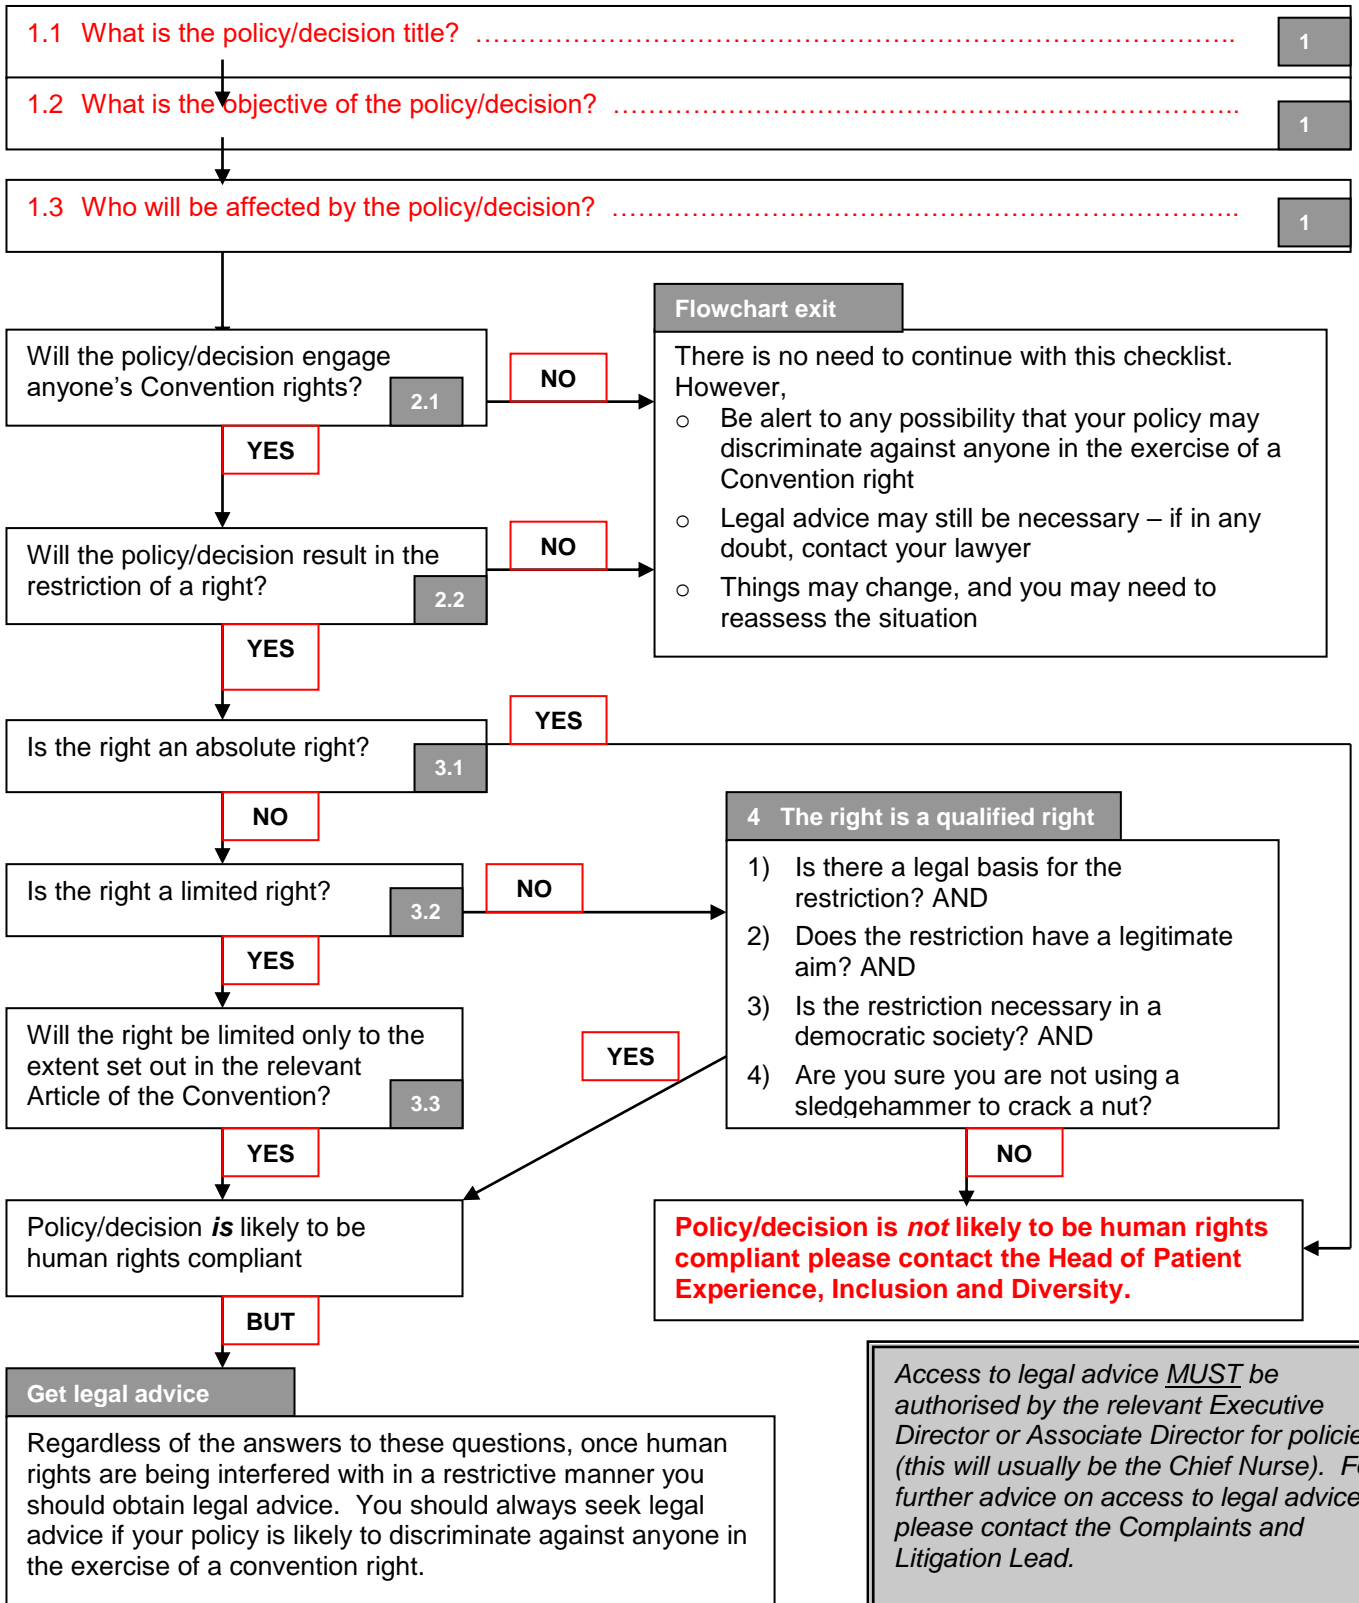 1.1 What is the policy/decision title? ……………………………………………………………………………….
1
1.2 What is the objective of the policy/decision? ………………………………………………………………..
1
1.3 Who will be affected by the policy/decision? ………………………………………………………………..
1
Will the policy/decision engage
anyone’s Convention rights?
2.1
NO
YES
Flowchart exit
There is no need to continue with this checklist.
However,
o Be alert to any possibility that your policy may
discriminate against anyone in the exercise of a
Convention right
o Legal advice may still be necessary – if in any
doubt, contact your lawyer
o Things may change, and you may need to
reassess the situation
Will the policy/decision result in the
restriction of a right?
2.2
NO
YES
Is the right an absolute right?
3.1
YES
NO
Is the right a limited right?
3.2
NO
YES
4 The right is a qualified right
1) Is there a legal basis for the
restriction? AND
2) Does the restriction have a legitimate
aim? AND
3) Is the restriction necessary in a
democratic society? AND
4) Are you sure you are not using a
sledgehammer to crack a nut?
YES
NO
Will the right be limited only to the
extent set out in the relevant
Article of the Convention?
3.3
YES
Policy/decision is likely to be
human rights compliant
Policy/decision is not likely to be human rights
compliant please contact the Head of Patient
Experience, Inclusion and Diversity.
BUT
Get legal advice
Regardless of the answers to these questions, once human
rights are being interfered with in a restrictive manner you
should obtain legal advice. You should always seek legal
advice if your policy is likely to discriminate against anyone in
the exercise of a convention right.
Access to legal advice MUST be
authorised by the relevant Executive
Director or Associate Director for policie
(this will usually be the Chief Nurse). Fo
further advice on access to legal advice
please contact the Complaints and
Litigation Lead.